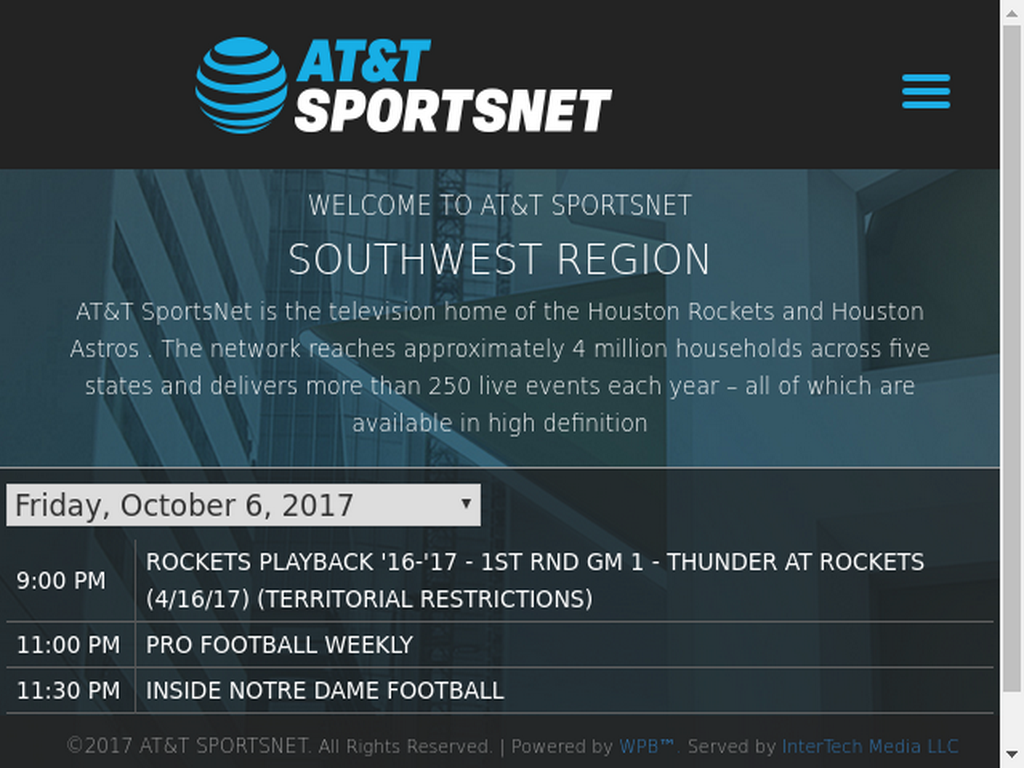 AT&T
SPORTSNET
WELCOME TO AT&T SPORTSNET
SOUTHWEST REGION
AT&T SportsNet is the television home of the Houston Rockets and Houston
Astros . The network reaches approximately 4 million households across five
states and delivers more than 250 live events each year – all of which are
available in high definition
Friday, October 6, 2017
9:00 PM
ROCKETS PLAYBACK '16-'17 - 1ST RND GM 1 - THUNDER AT ROCKETS
(4/16/17) (TERRITORIAL RESTRICTIONS)
11:00 PM PRO FOOTBALL WEEKLY
11:30 PM INSIDE NOTRE DAME FOOTBALL
©2017 AT&T SPORTSNET. All Rights Reserved. | Powered by WPB™. Served by InterTech Media LLC